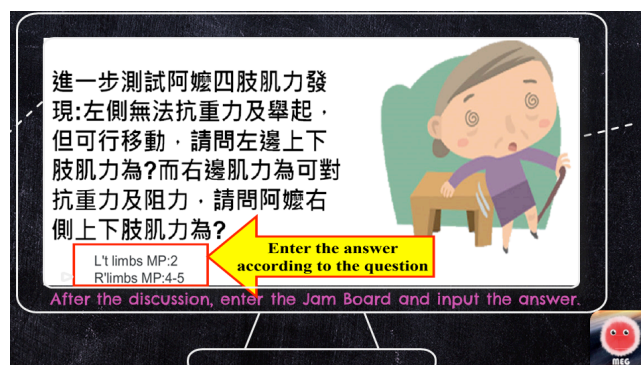 進一步測試阿嬤四肢肌力發
現:左側無法抗重力及舉起，
但可行移動，請問左邊上下
肢肌力為?而右邊肌力為可對
抗重力及阻力，請問阿嬤右
側上下肢肌力為?
L't limbs MP:2
R'limbs MP:4-5
Enter the answer
according to the question
After the discussion, enter the Jam Board and input the answer.
MEG